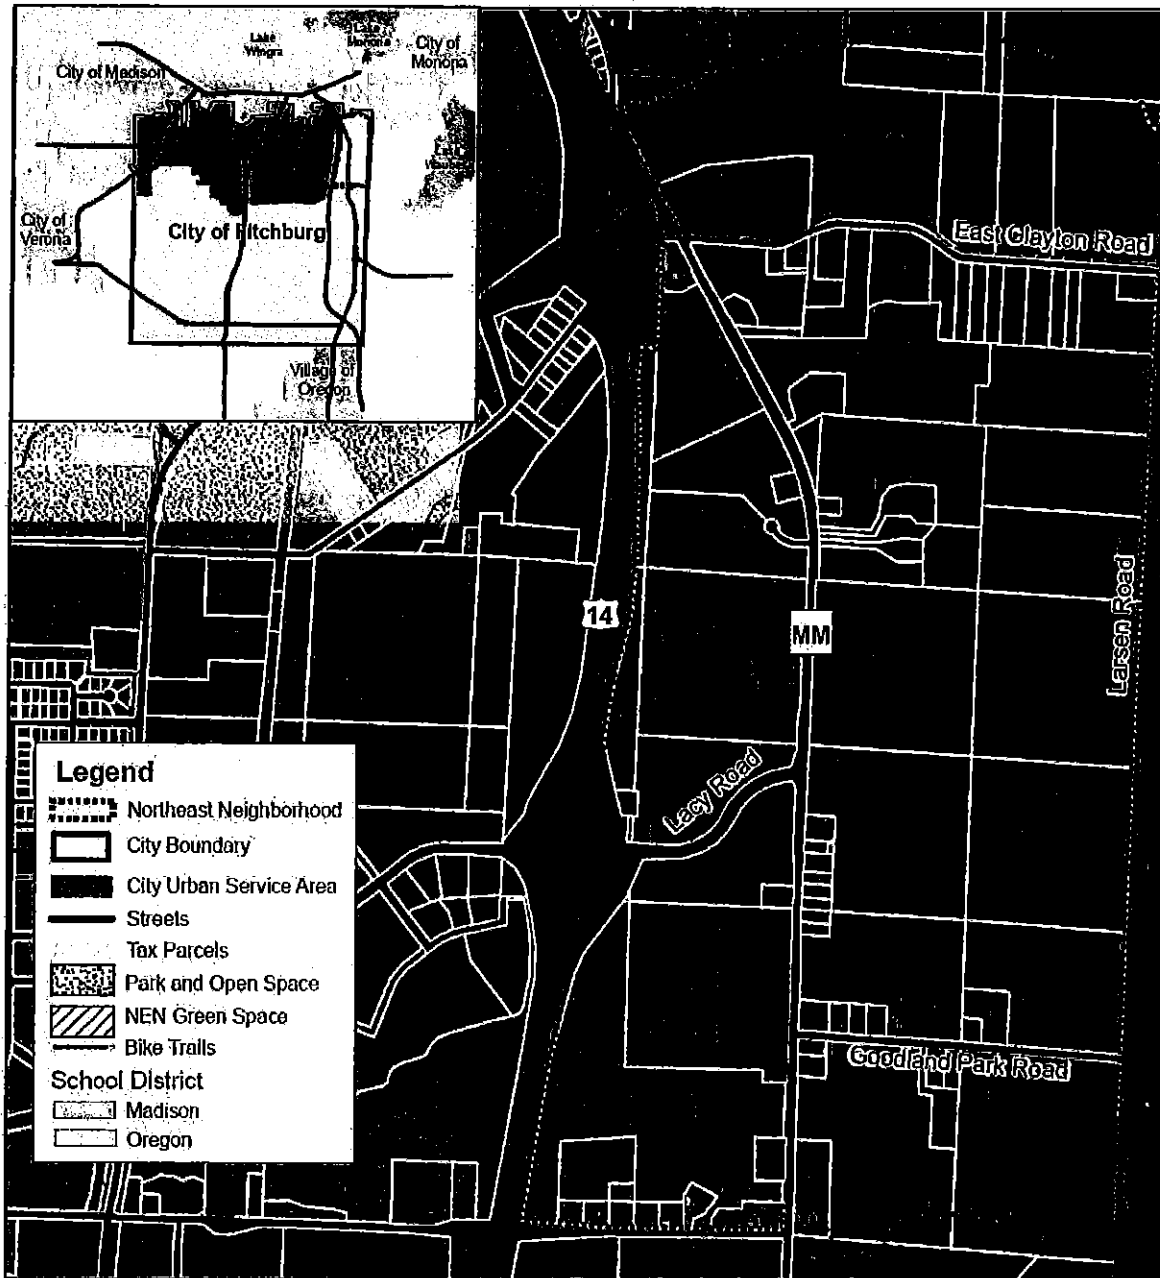 Lake
Wingra
Lake
Monona
City of
Monona
City of Madison
Lake
City of
Verona
City of Fitchburg
Village of
Oregon
East Clayton Road
14
MM
Larsen Road
Lacy Road
Goodland Park Road
Legend
Northeast Neighborhood
City Boundary
City Urban Service Area
Streets
Tax Parcels
Park and Open Space
NEN Green Space
Bike Trails
School District
Madison
Oregon